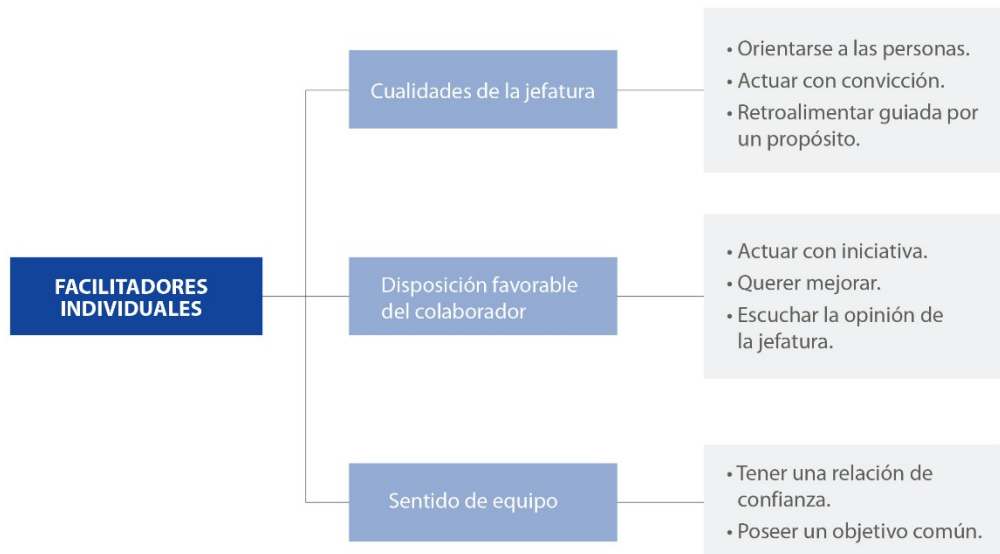 FACILITADORES
INDIVIDUALES
Cualidades de la jefatura
• Orientarse a las personas.
• Actuar con convicción.
• Retroalimentar guiada por
un propósito.
Disposición favorable
del colaborador
• Actuar con iniciativa.
• Querer mejorar.
• Escuchar la opinión de
la jefatura.
Sentido de equipo
• Tener una relación de
confianza.
• Poseer un objetivo común.